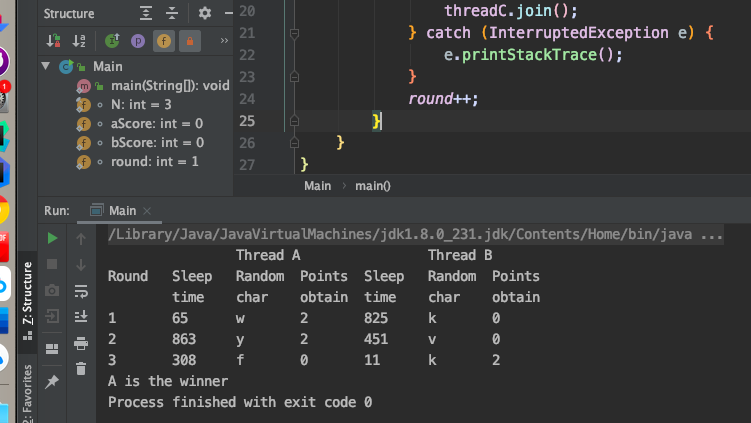 Structure
Main
main(String[]): void
N: int = 3
aScore: int = 0
bScore: int = 0
round: int = 1
20 threadC.join();
21 } catch (InterruptedException e) {
22 e.printStackTrace();
23 }
24 round++;
25 }
26 }
27 }
Main > main()
Run: Main ×
/Library/Java/JavaVirtualMachines/jdk1.8.0_231.jdk/Contents/Home/bin/java ...
Thread A Thread B
Round Sleep Random Points Sleep Random Points
time char obtain time char obtain
1 65 w 2 825 k 0
2 863 y 2 451 v 0
3 308 f 0 11 k 2
A is the winner
Process finished with exit code 0
Z: Structure
Favorites